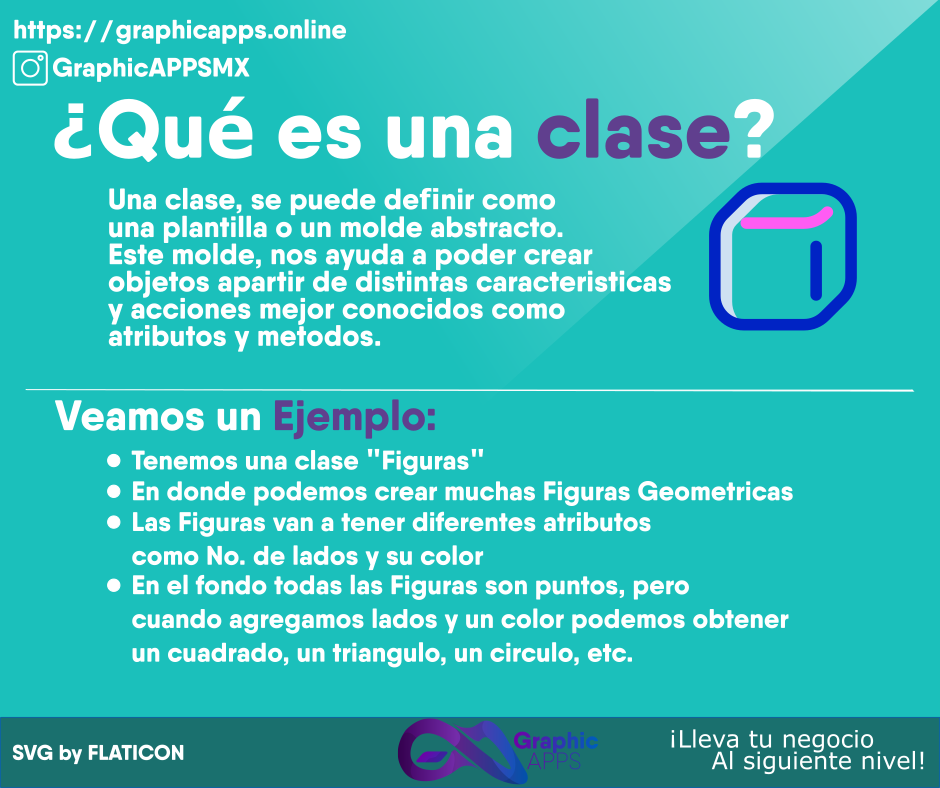 https://graphicapps.online
GraphicAPPSMX
¿Qué es una clase?
Una clase, se puede definir como
una plantilla o un molde abstracto.
Este molde, nos ayuda a poder crear
objetos apartir de distintas caracteristicas
y acciones mejor conocidos como
atributos y metodos.
Veamos un Ejemplo:
Tenemos una clase "Figuras"
En donde podemos crear muchas Figuras Geometricas
Las Figuras van a tener diferentes atributos
como No. de lados y su color
En el fondo todas las Figuras son puntos, pero
cuando agregamos lados y un color podemos obtener
un cuadrado, un triangulo, un circulo, etc.
SVG by FLATICON
Graphic
APPS
¡Lleva tu negocio
Al siguiente nivel!